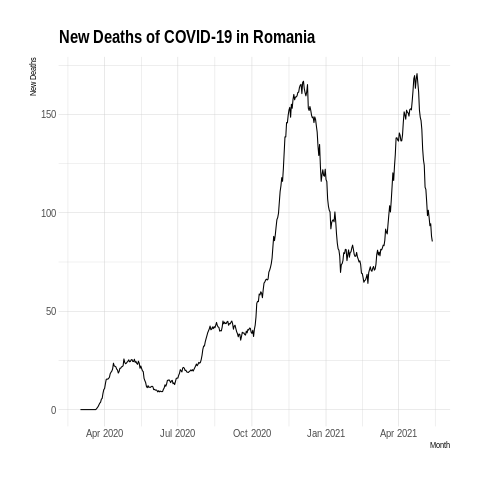 New Deaths of COVID-19 in Romania
New Deaths
150
100
50
0
Apr 2020 Jul 2020 Oct 2020 Jan 2021 Apr 2021
Month